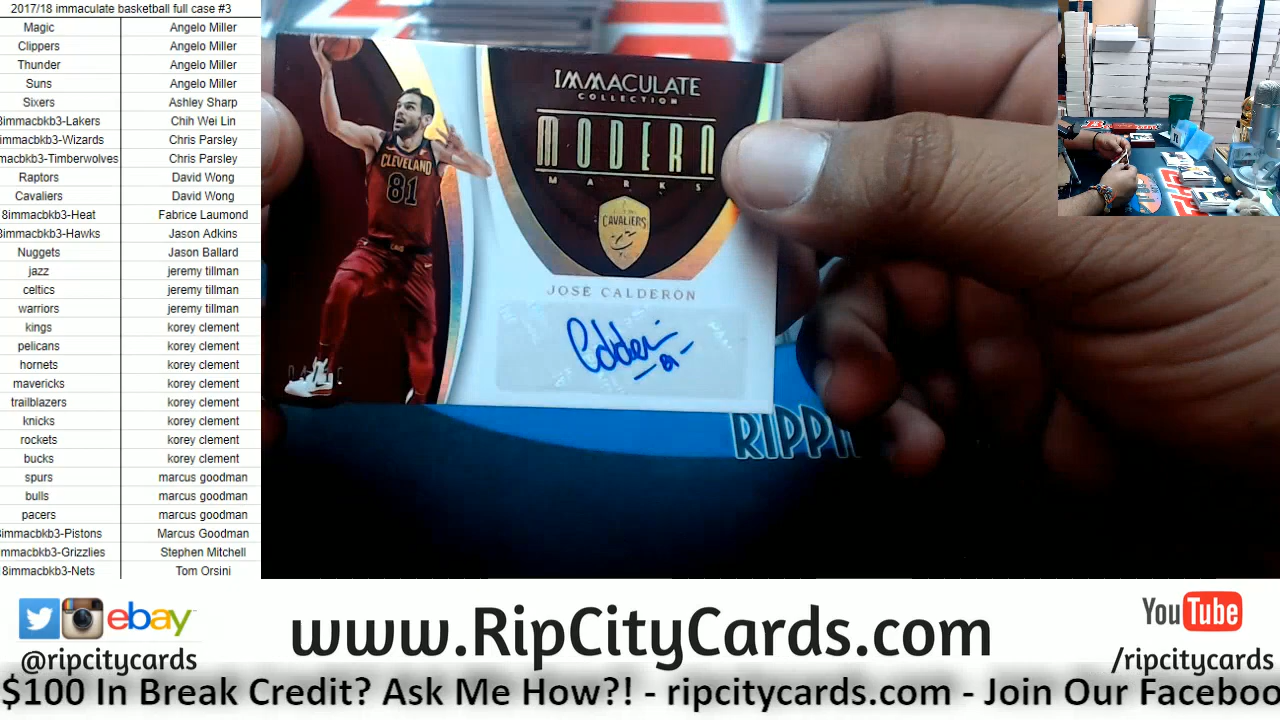 2017/18 immaculate basketball full case #3
Magic Angelo Miller
Clippers Angelo Miller
Thunder Angelo Miller
Suns Angelo Miller
Sixers Ashley Sharp
8immacbkb3-Lakers Chih Wei Lin
immacbkb3-Wizards Chris Parsley
macbkb3-Timberwolves Chris Parsley
Raptors David Wong
Cavaliers David Wong
8immacbkb3-Heat Fabrice Laumond
8immacbkb3-Hawks Jason Adkins
Nuggets Jason Ballard
jazz jeremy tillman
celtics jeremy tillman
warriors jeremy tillman
kings korey clement
pelicans korey clement
hornets korey clement
mavericks korey clement
trailblazers korey clement
knicks korey clement
rockets korey clement
bucks korey clement
spurs marcus goodman
bulls marcus goodman
pacers marcus goodman
immacbkb3-Pistons Marcus Goodman
mmacbkb3-Grizzlies Stephen Mitchell
8immacbkb3-Nets Tom Orsini
IMMACULATE
COLLECTION
MODERN
MARKS
CAVALIERS
CLEVELAND
81
JOSE CALDERON
RIPPI
ebay
@ripcitycards
www.RipCityCards.com
YouTube
/ripcitycards
$100 In Break Credit? Ask Me How?! - ripcitycards.com - Join Our Faceboo